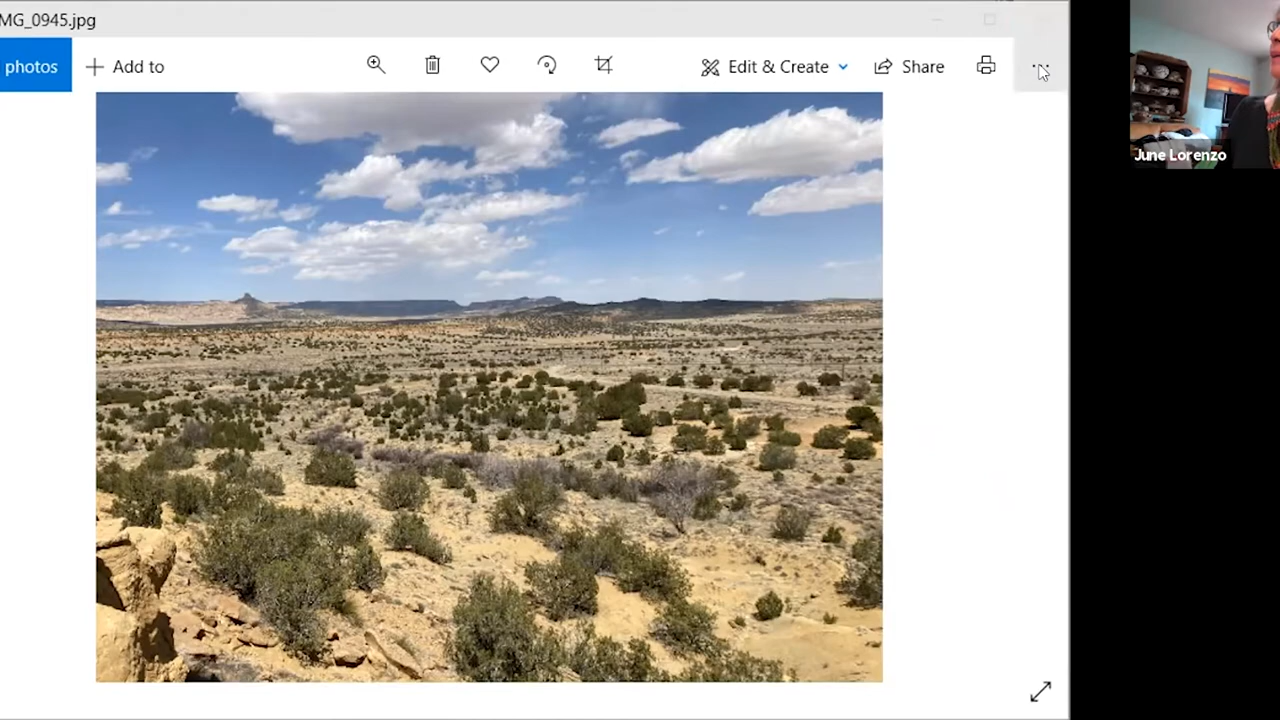 MG_0945.jpg
photos
Add to
Edit & Create
Share
June Lorenzo